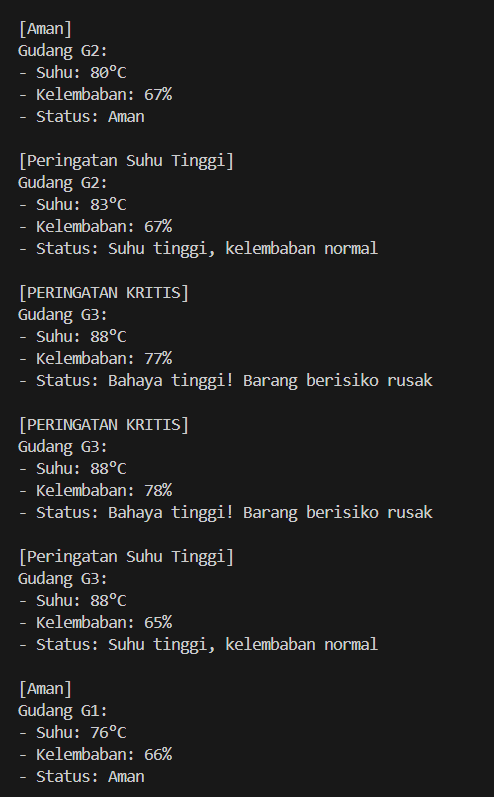 [Aman]
Gudang G2:
- Suhu: 80°C
- Kelembaban: 67%
- Status: Aman

[Peringatan Suhu Tinggi]
Gudang G2:
- Suhu: 83°C
- Kelembaban: 67%
- Status: Suhu tinggi, kelembaban normal

[PERINGATAN KRITIS]
Gudang G3:
- Suhu: 88°C
- Kelembaban: 77%
- Status: Bahaya tinggi! Barang berisiko rusak

[PERINGATAN KRITIS]
Gudang G3:
- Suhu: 88°C
- Kelembaban: 78%
- Status: Bahaya tinggi! Barang berisiko rusak

[Peringatan Suhu Tinggi]
Gudang G3:
- Suhu: 88°C
- Kelembaban: 65%
- Status: Suhu tinggi, kelembaban normal

[Aman]
Gudang G1:
- Suhu: 76°C
- Kelembaban: 66%
- Status: Aman